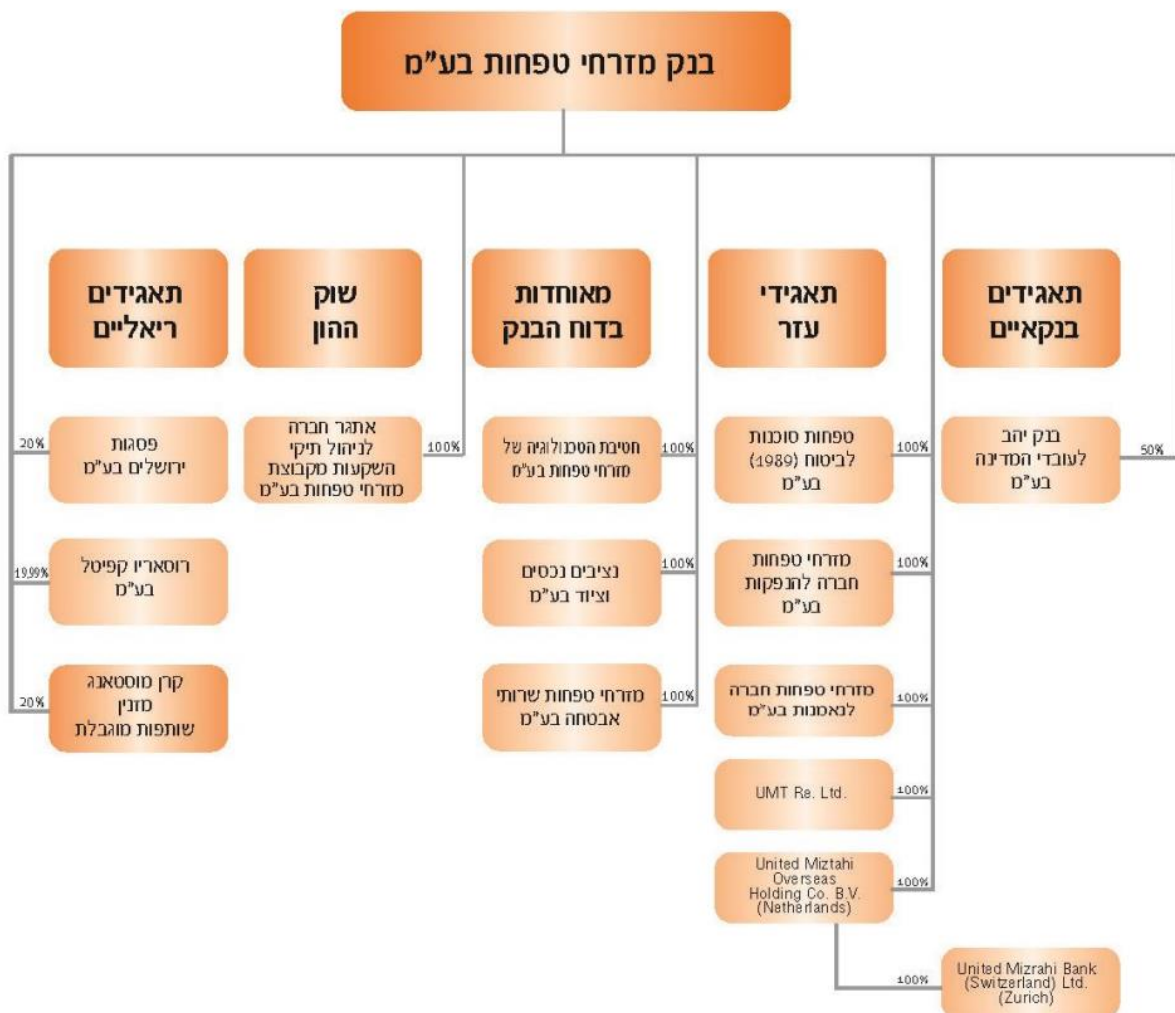 בנק מזרחי טפחות בע"מ
תאגידים
בנקאיים
תאגידי
עזר
מאוחדות
בדוח הבנק
שוק
ההון
תאגידים
ריאליים
50%
בנק יהב
לעובדי המדינה
בע"מ
100%
טפחות סוכנות
לביטוח (1989)
בע"מ
100%
מזרחי טפחות
חברה להנפקות
בע"מ
100%
מזרחי טפחות חברה
לנאמנות בע"מ
100%
UMT Re. Ltd.
100%
United Miztahi
Overseas
Holding Co. B.V.
(Netherlands)
100%
United Mizrahi Bank
(Switzerland) Ltd.
(Zurich)
100%
חטיבת הטכנולוגיה של
מזרחי טפחות בע"מ
100%
נציבים נכסים
וציוד בע"מ
100%
מזרחי טפחות שרותי
אבטחה בע"מ
100%
אתגר חברה
לניהול תיקי
השקעות מקבוצת
מזרחי טפחות בע"מ
20%
פסגות
ירושלים בע"מ
19.99%
רוסאריו קפיטל
בע"מ
20%
קרן מוסטאנג
מזנין
שותפות מוגבלת